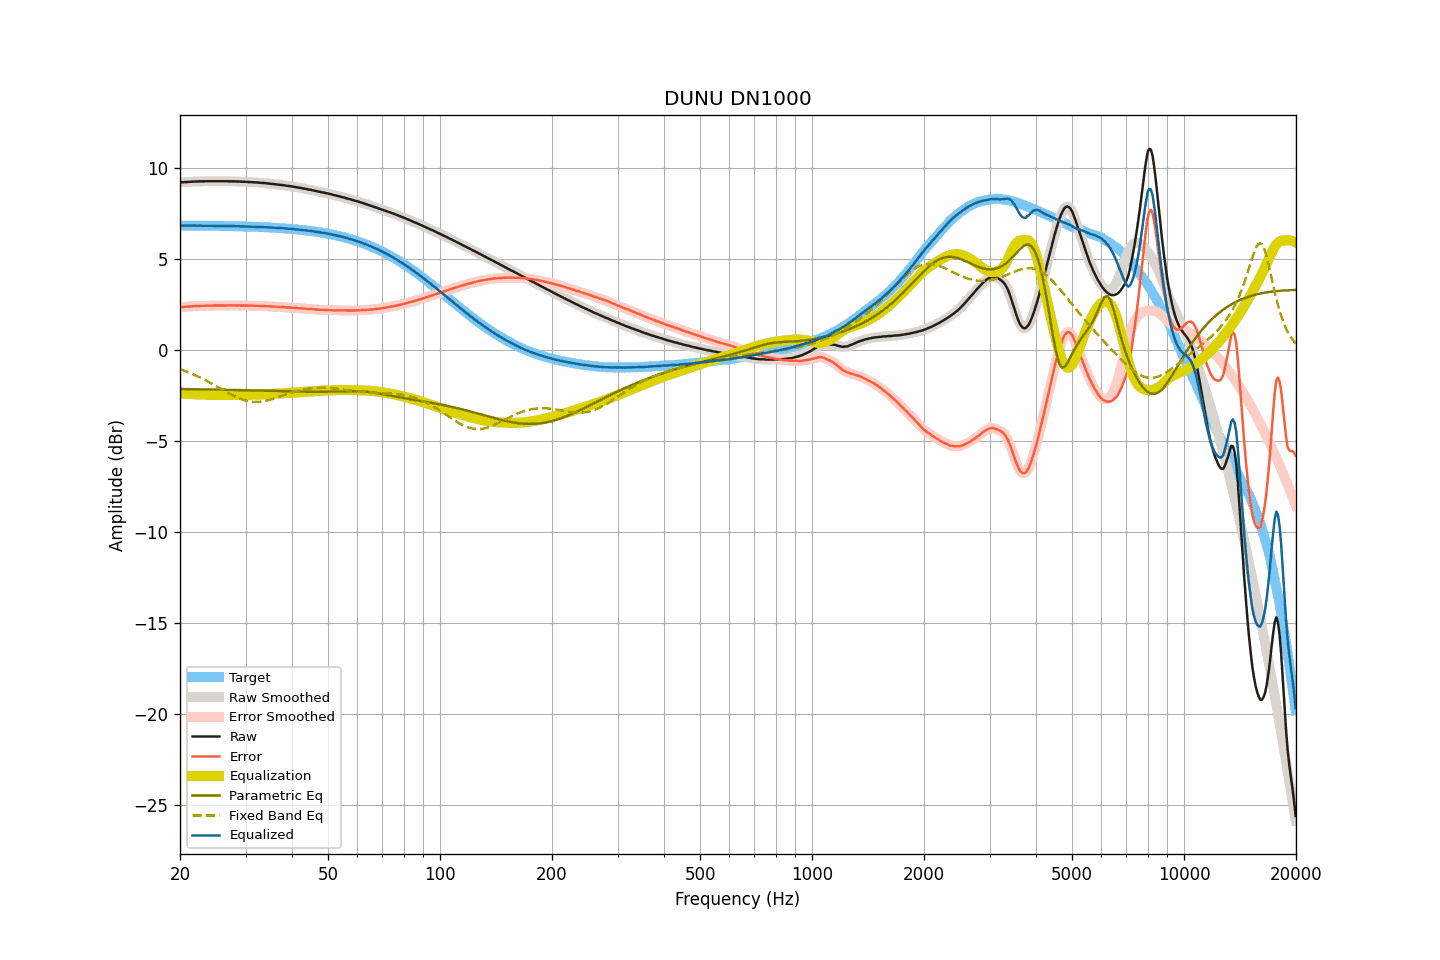 DUNU DN1000
10
5
0
−5
−10
−15
−20
−25
Amplitude (dBr)
Target
Raw Smoothed
Error Smoothed
Raw
Error
Equalization
Parametric Eq
Fixed Band Eq
Equalized
20 50 100 200 500 1000 2000 5000 10000 20000
Frequency (Hz)